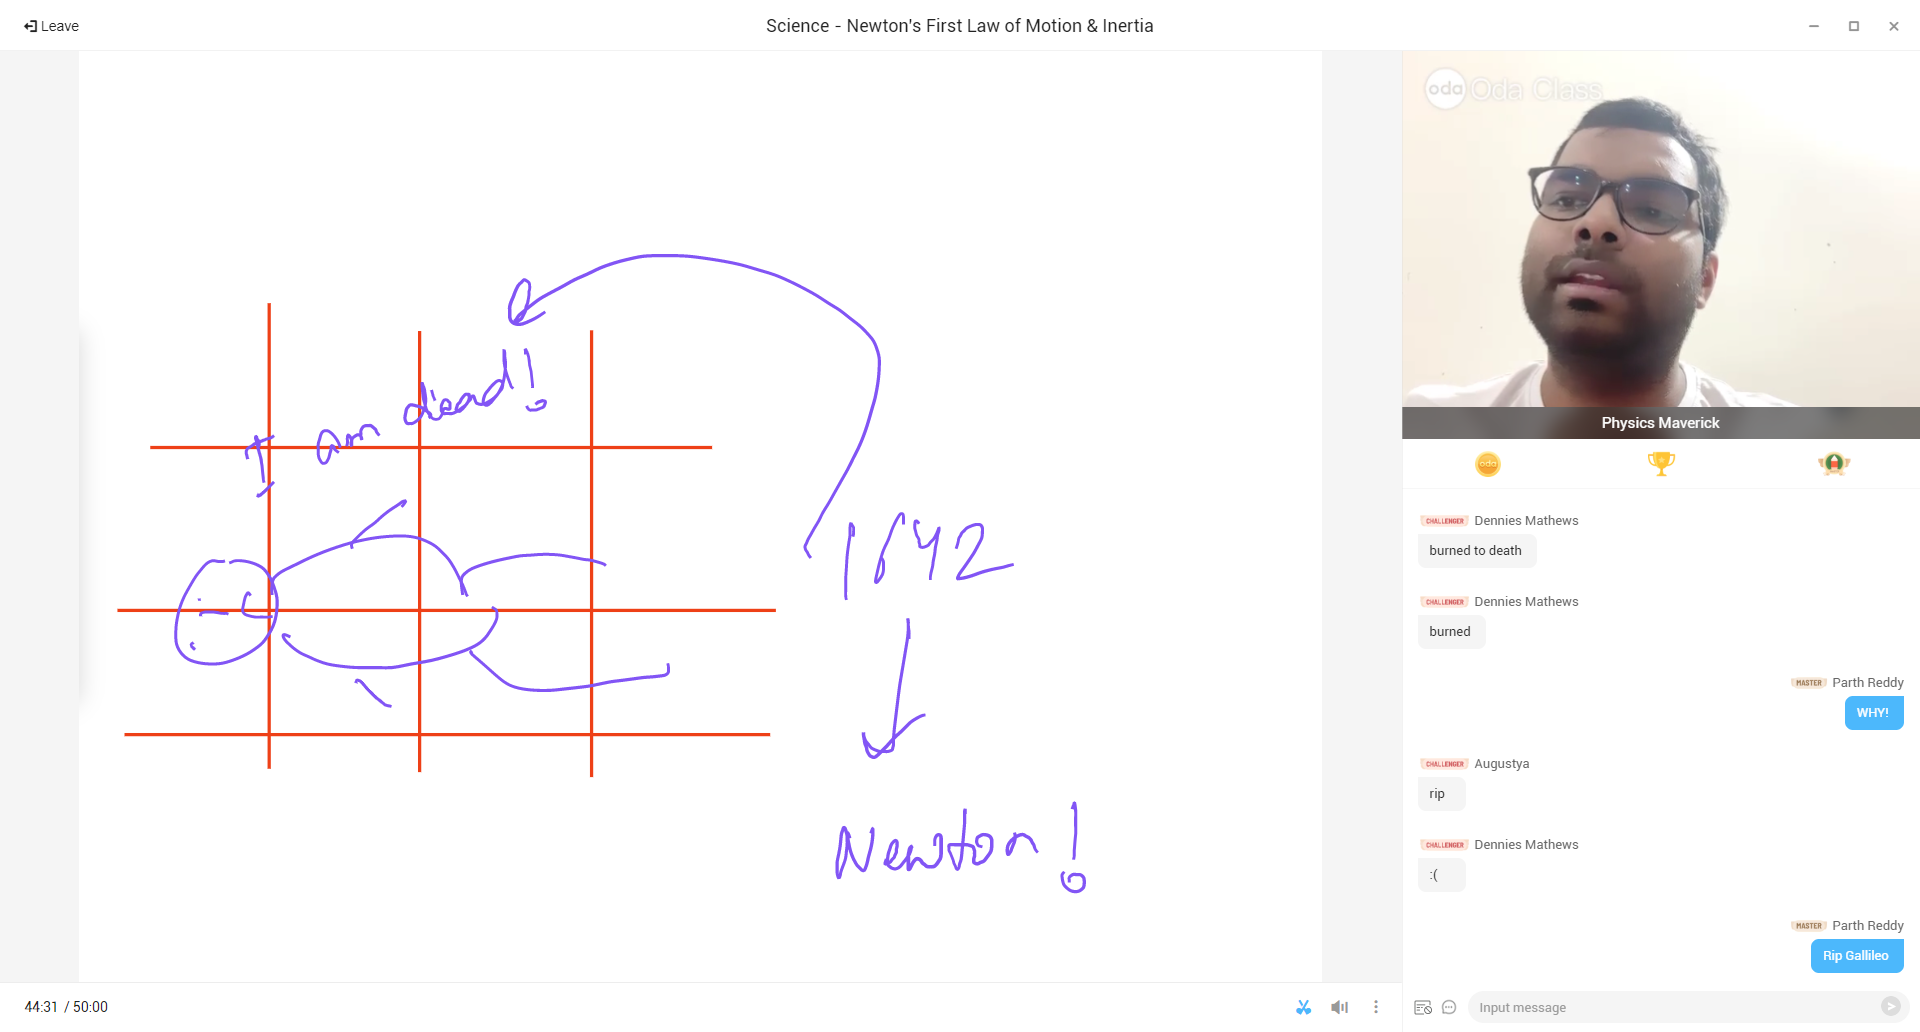 Leave
Science - Newton's First Law of Motion & Inertia
I am dead!
1642
Newton!
oda Oda Class
Physics Maverick
oda
CHALLENGER Dennies Mathews
burned to death
CHALLENGER Dennies Mathews
burned
MASTER Parth Reddy
WHY!
CHALLENGER Augustya
rip
CHALLENGER Dennies Mathews
:(
MASTER Parth Reddy
Rip Gallileo
44:31 / 50:00
Input message